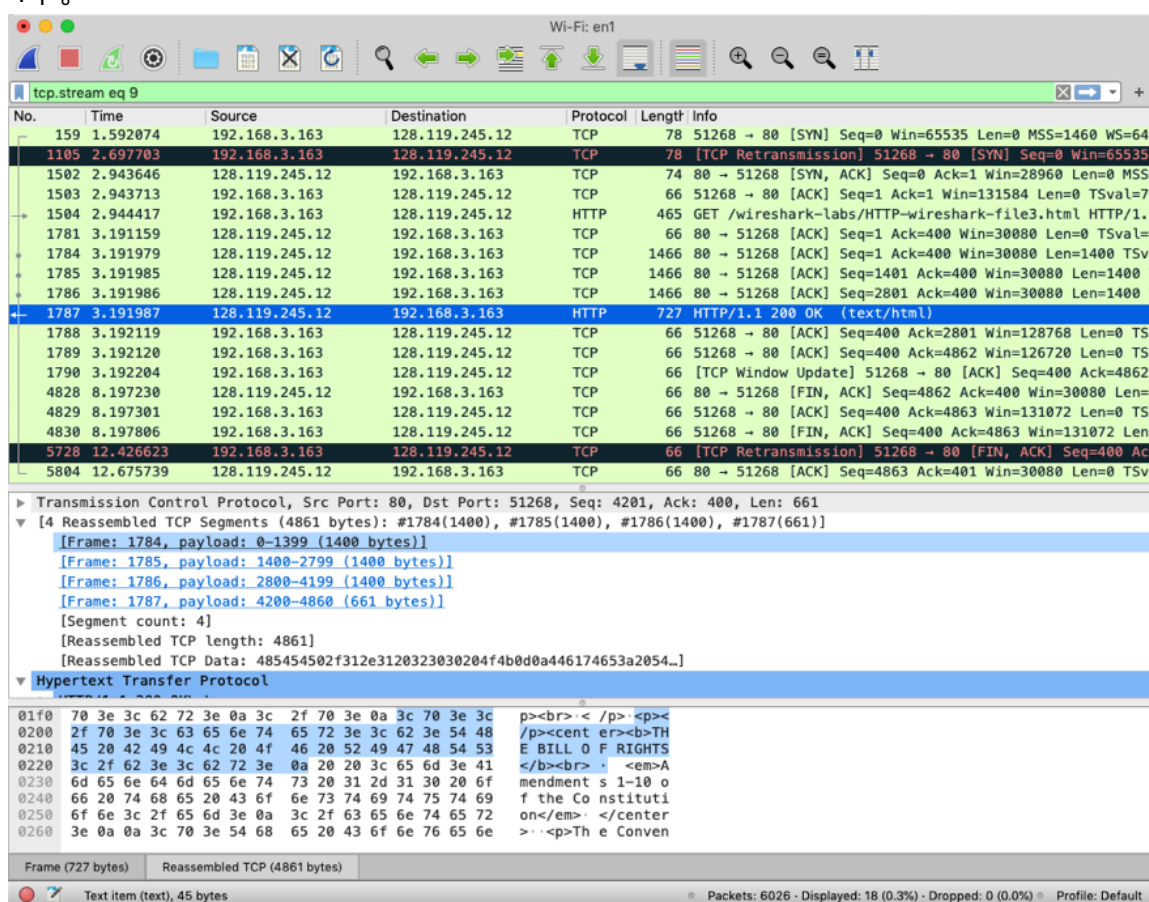 Wi-Fi: en1
tcp.stream eq 9
No. Time Source Destination Protocol Length Info
159 1.592074 192.168.3.163 128.119.245.12 TCP 78 51268 → 80 [SYN] Seq=0 Win=65535 Len=0 MSS=1460 WS=64
1105 2.697703 192.168.3.163 128.119.245.12 TCP 78 [TCP Retransmission] 51268 → 80 [SYN] Seq=0 Win=65535
1502 2.943646 128.119.245.12 192.168.3.163 TCP 74 80 → 51268 [SYN, ACK] Seq=0 Ack=1 Win=28960 Len=0 MSS
1503 2.943713 192.168.3.163 128.119.245.12 TCP 66 51268 → 80 [ACK] Seq=1 Ack=1 Win=131584 Len=0 TSval=7
1504 2.944417 192.168.3.163 128.119.245.12 HTTP 465 GET /wireshark-labs/HTTP-wireshark-file3.html HTTP/1.
1781 3.191159 128.119.245.12 192.168.3.163 TCP 66 80 → 51268 [ACK] Seq=1 Ack=400 Win=30080 Len=0 TSval=
1784 3.191979 128.119.245.12 192.168.3.163 TCP 1466 80 → 51268 [ACK] Seq=1 Ack=400 Win=30080 Len=1400 TSv
1785 3.191985 128.119.245.12 192.168.3.163 TCP 1466 80 → 51268 [ACK] Seq=1401 Ack=400 Win=30080 Len=1400
1786 3.191986 128.119.245.12 192.168.3.163 TCP 1466 80 → 51268 [ACK] Seq=2801 Ack=400 Win=30080 Len=1400
1787 3.191987 128.119.245.12 192.168.3.163 HTTP 727 HTTP/1.1 200 OK (text/html)
1788 3.192119 192.168.3.163 128.119.245.12 TCP 66 51268 → 80 [ACK] Seq=400 Ack=2801 Win=128768 Len=0 TS
1789 3.192120 192.168.3.163 128.119.245.12 TCP 66 51268 → 80 [ACK] Seq=400 Ack=4862 Win=126720 Len=0 TS
1790 3.192204 192.168.3.163 128.119.245.12 TCP 66 [TCP Window Update] 51268 → 80 [ACK] Seq=400 Ack=4862
4828 8.197230 128.119.245.12 192.168.3.163 TCP 66 80 → 51268 [FIN, ACK] Seq=4862 Ack=400 Win=30080 Len=
4829 8.197301 192.168.3.163 128.119.245.12 TCP 66 51268 → 80 [ACK] Seq=400 Ack=4863 Win=131072 Len=0 TS
4830 8.197806 192.168.3.163 128.119.245.12 TCP 66 51268 → 80 [FIN, ACK] Seq=400 Ack=4863 Win=131072 Len
5728 12.426623 192.168.3.163 128.119.245.12 TCP 66 [TCP Retransmission] 51268 → 80 [FIN, ACK] Seq=400 Ac
5804 12.675739 128.119.245.12 192.168.3.163 TCP 66 80 → 51268 [ACK] Seq=4863 Ack=401 Win=30080 Len=0 TSv
Transmission Control Protocol, Src Port: 80, Dst Port: 51268, Seq: 4201, Ack: 400, Len: 661
[4 Reassembled TCP Segments (4861 bytes): #1784(1400), #1785(1400), #1786(1400), #1787(661)]
[Frame: 1784, payload: 0-1399 (1400 bytes)]
[Frame: 1785, payload: 1400-2799 (1400 bytes)]
[Frame: 1786, payload: 2800-4199 (1400 bytes)]
[Frame: 1787, payload: 4200-4860 (661 bytes)]
[Segment count: 4]
[Reassembled TCP length: 4861]
[Reassembled TCP Data: 485454502f312e3120323030204f4b0d0a446174653a2054…]
Hypertext Transfer Protocol
01f0 70 3e 3c 62 72 3e 0a 3c 2f 70 3e 0a 3c 70 3e 3c p><br>·< /p>·<p><
0200 2f 70 3e 3c 63 65 6e 74 65 72 3e 3c 62 3e 54 48 /p><cent er><b>TH
0210 45 20 42 49 4c 4c 20 4f 46 20 52 49 47 48 54 53 E BILL O F RIGHTS
0220 3c 2f 62 3e 3c 62 72 3e 0a 20 20 3c 65 6d 3e 41 </b><br> · <em>A
0230 6d 65 6e 64 6d 65 6e 74 73 20 31 2d 31 30 20 6f mendment s 1-10 o
0240 66 20 74 68 65 20 43 6f 6e 73 74 69 74 75 74 69 f the Co nstituti
0250 6f 6e 3c 2f 65 6d 3e 0a 3c 2f 63 65 6e 74 65 72 on</em>· </center
0260 3e 0a 0a 3c 70 3e 54 68 65 20 43 6f 6e 76 65 6e >··<p>Th e Conven
Frame (727 bytes) Reassembled TCP (4861 bytes)
Text item (text), 45 bytes Packets: 6026 · Displayed: 18 (0.3%) · Dropped: 0 (0.0%) Profile: Default